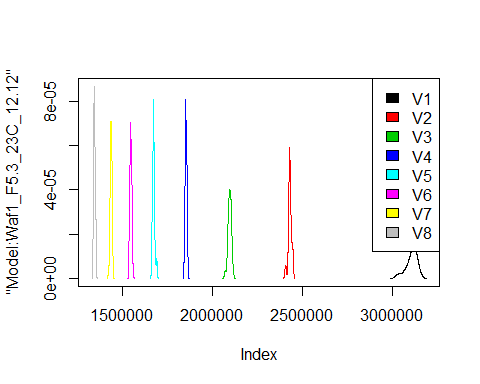 "Model:Waf1_F5.3_23C_12.12"
8e-05
4e-05
0e+00
1500000
2000000
2500000
3000000
Index
V1
V2
V3
V4
V5
V6
V7
V8